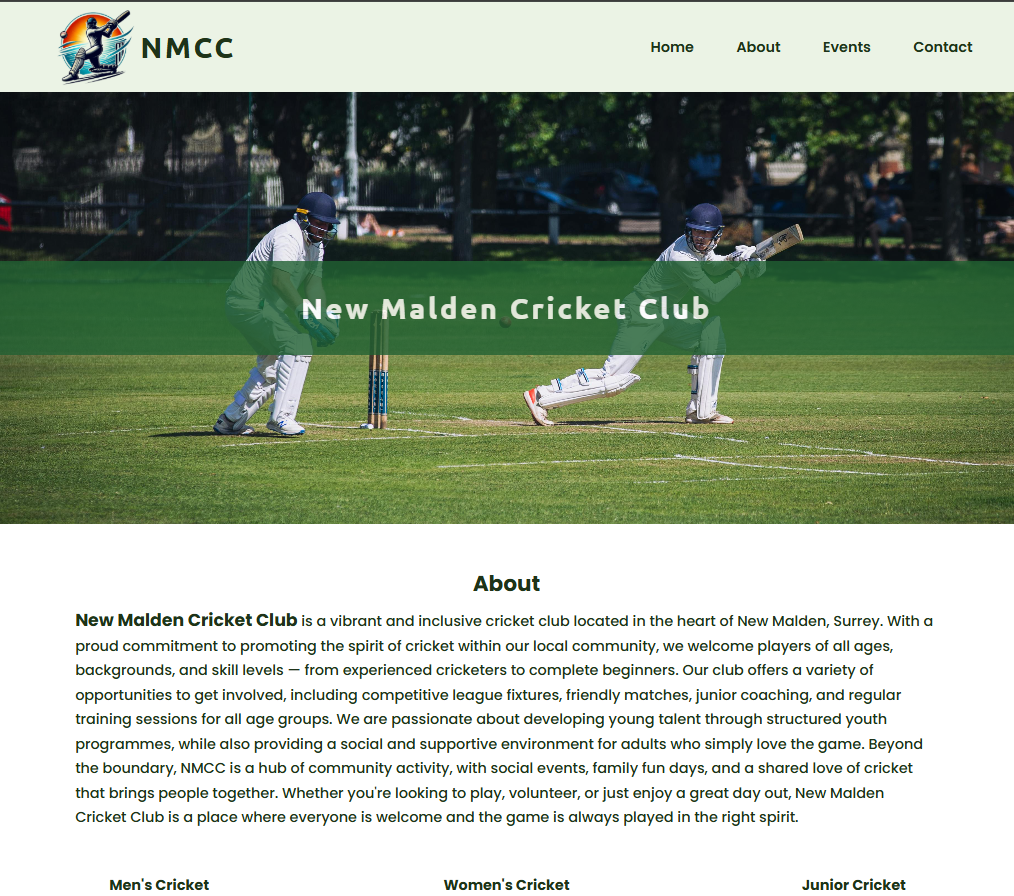 NMCC
Home About Events Contact
New Malden Cricket Club
About
New Malden Cricket Club is a vibrant and inclusive cricket club located in the heart of New Malden, Surrey. With a
proud commitment to promoting the spirit of cricket within our local community, we welcome players of all ages,
backgrounds, and skill levels — from experienced cricketers to complete beginners. Our club offers a variety of
opportunities to get involved, including competitive league fixtures, friendly matches, junior coaching, and regular
training sessions for all age groups. We are passionate about developing young talent through structured youth
programmes, while also providing a social and supportive environment for adults who simply love the game. Beyond
the boundary, NMCC is a hub of community activity, with social events, family fun days, and a shared love of cricket
that brings people together. Whether you're looking to play, volunteer, or just enjoy a great day out, New Malden
Cricket Club is a place where everyone is welcome and the game is always played in the right spirit.
Men's Cricket Women's Cricket Junior Cricket